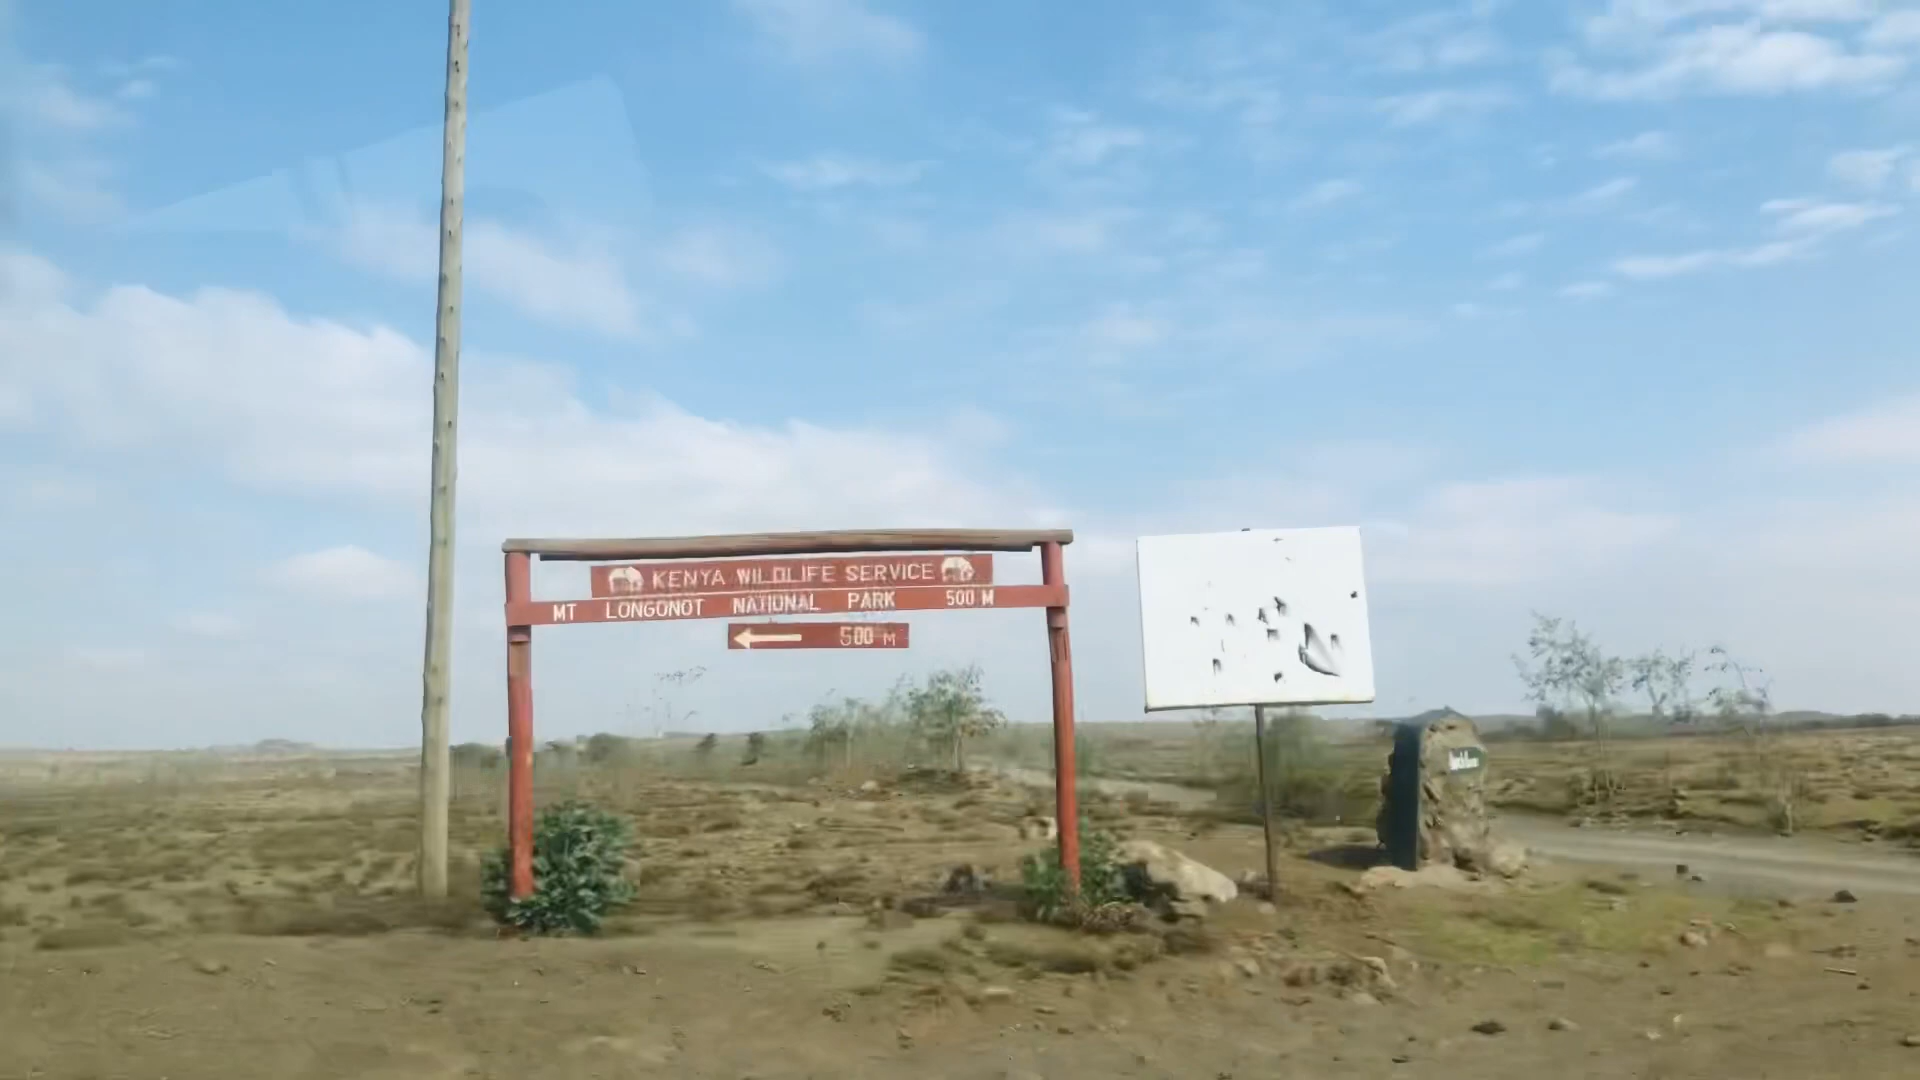 KENYA WILDLIFE SERVICE
MT LONGONOT NATIONAL PARK 500 M
500 M